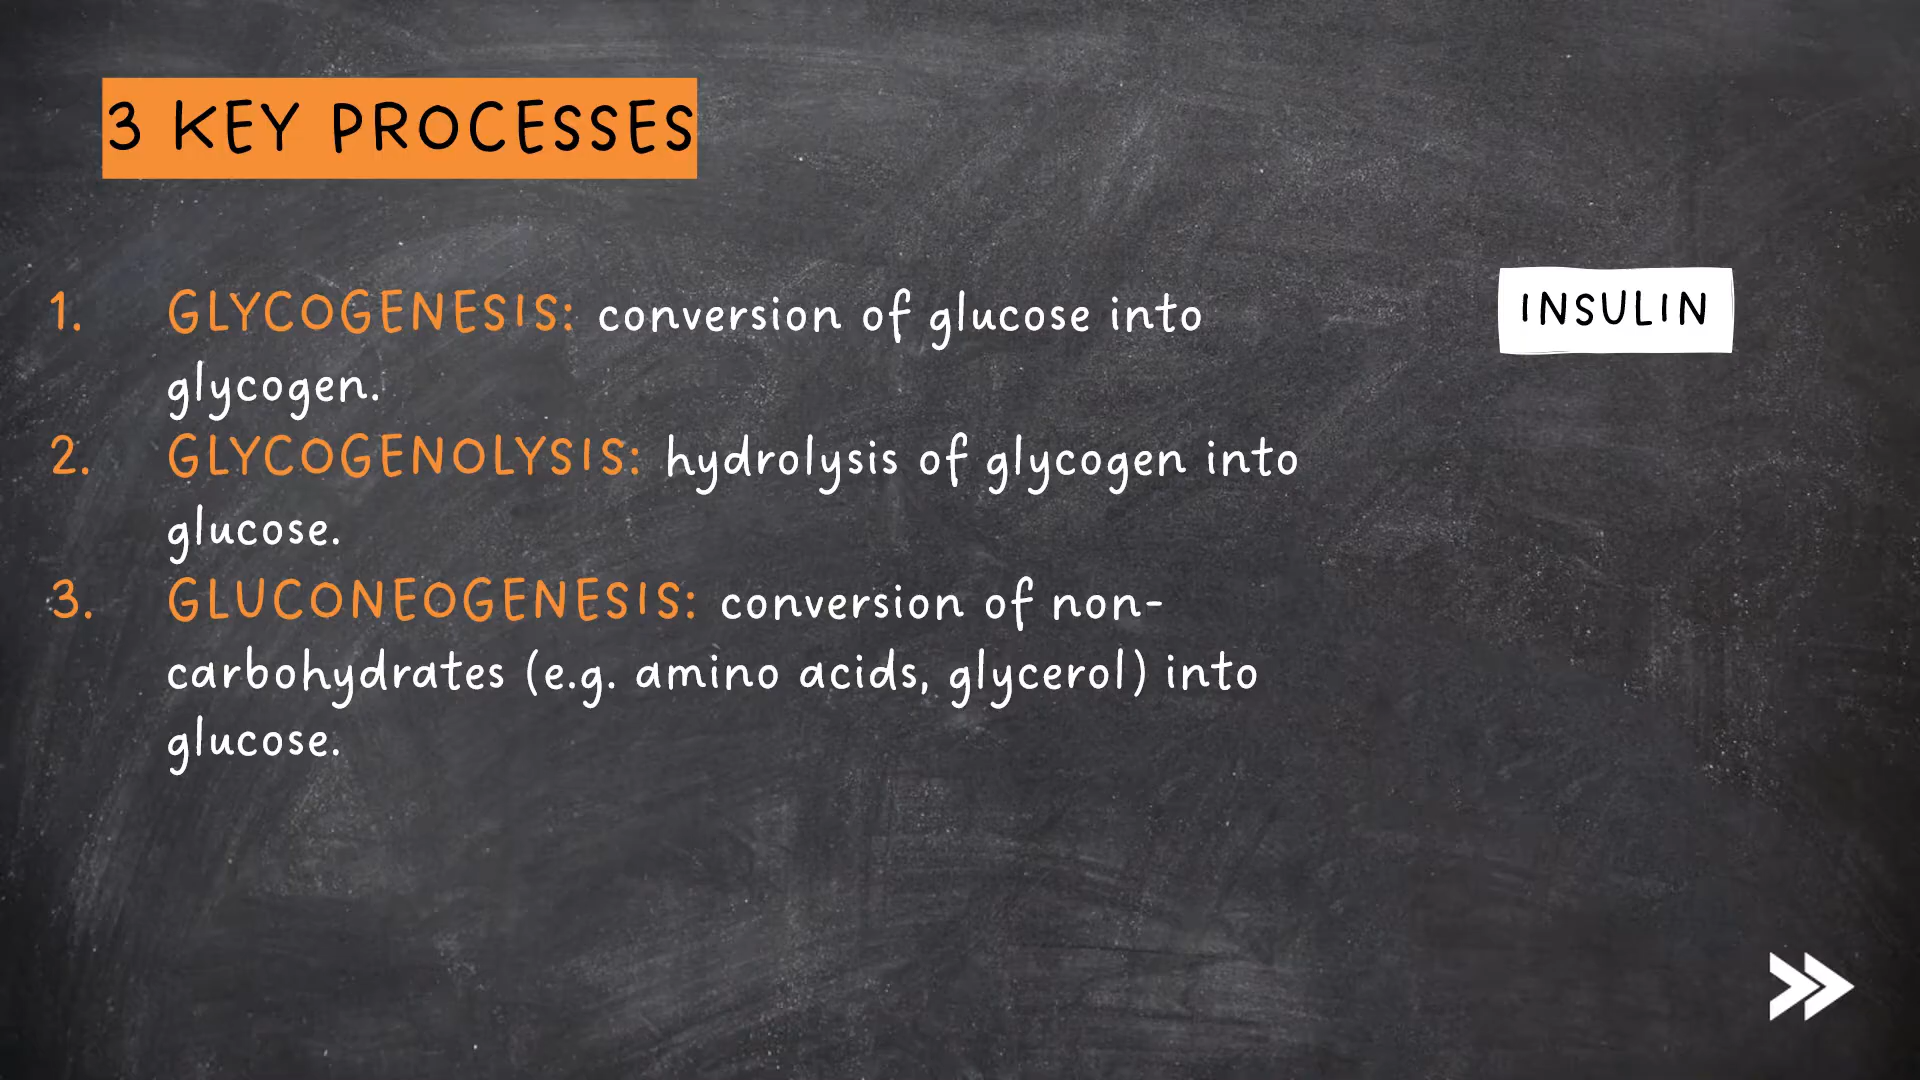 3 KEY PROCESSES
1. GLYCOGENESIS: conversion of glucose into
glycogen.
INSULIN
2. GLYCOGENOLYSIS: hydrolysis of glycogen into
glucose.
3. GLUCONEOGENESIS: conversion of non-
carbohydrates (e.g. amino acids, glycerol) into
glucose.